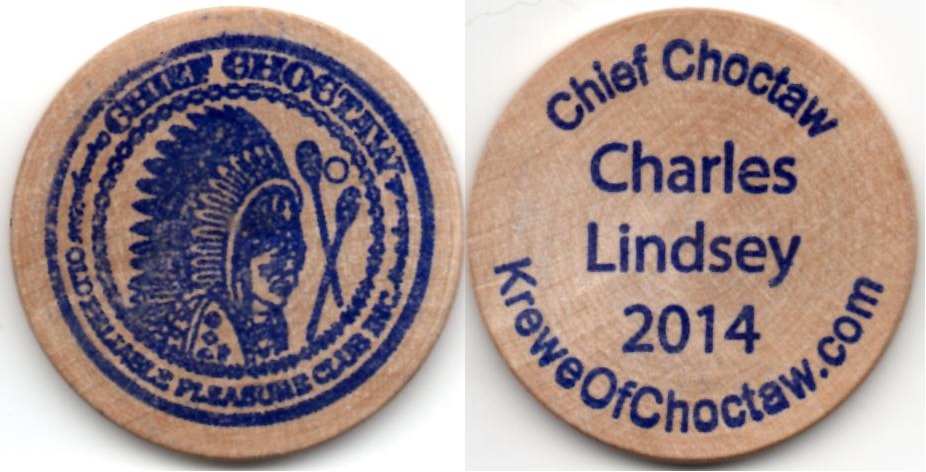 CHIEF CHOCTAW
OLD RELIABLE PLEASURE CLUB INC.
Chief Choctaw
Charles
Lindsey
2014
KreweOfChoctaw.com